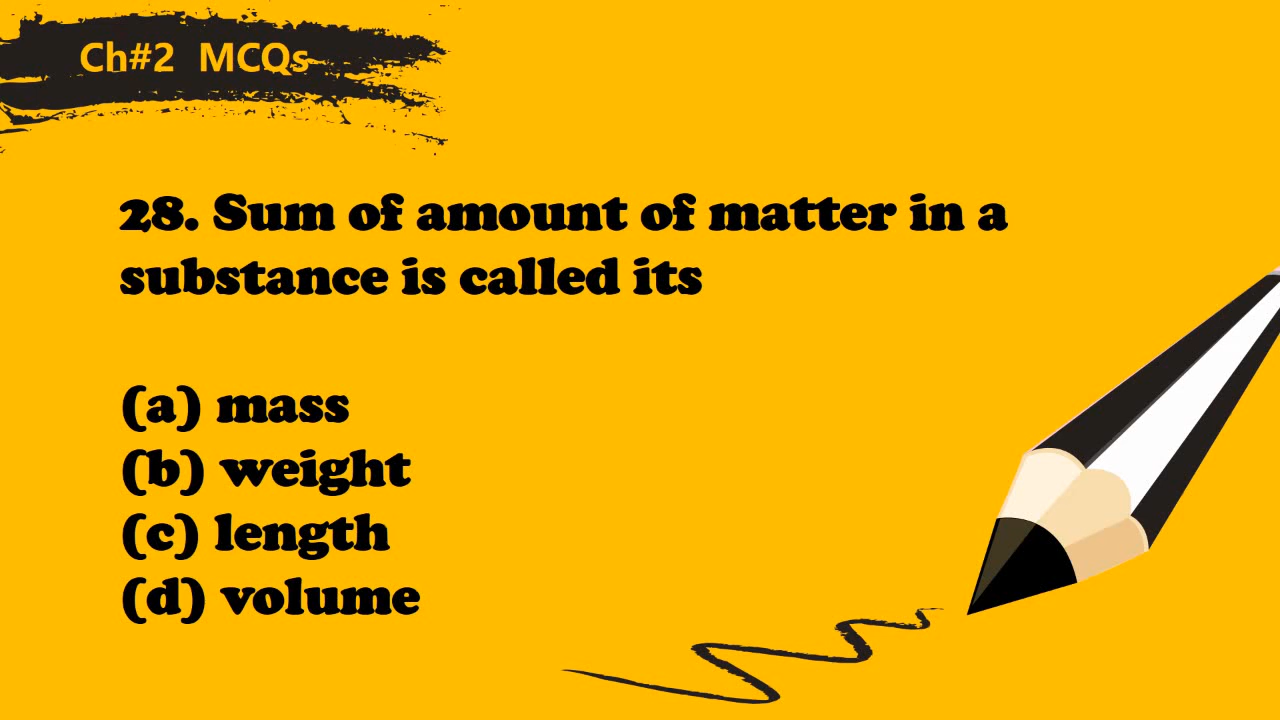 Ch#2 MCQs
28. Sum of amount of matter in a
substance is called its
(a) mass
(b) weight
(c) length
(d) volume